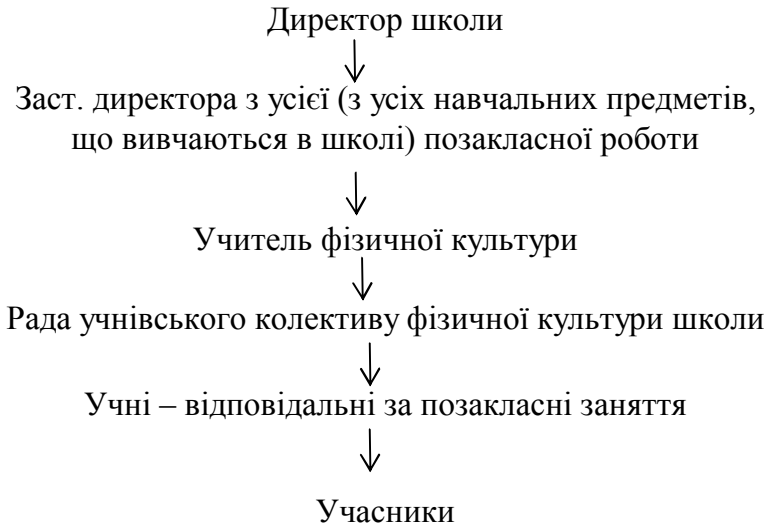 Директор школи
Заст. директора з усієї (з усіх навчальних предметів,
що вивчаються в школі) позакласної роботи
Учитель фізичної культури
Рада учнівського колективу фізичної культури школи
Учні – відповідальні за позакласні заняття
Учасники